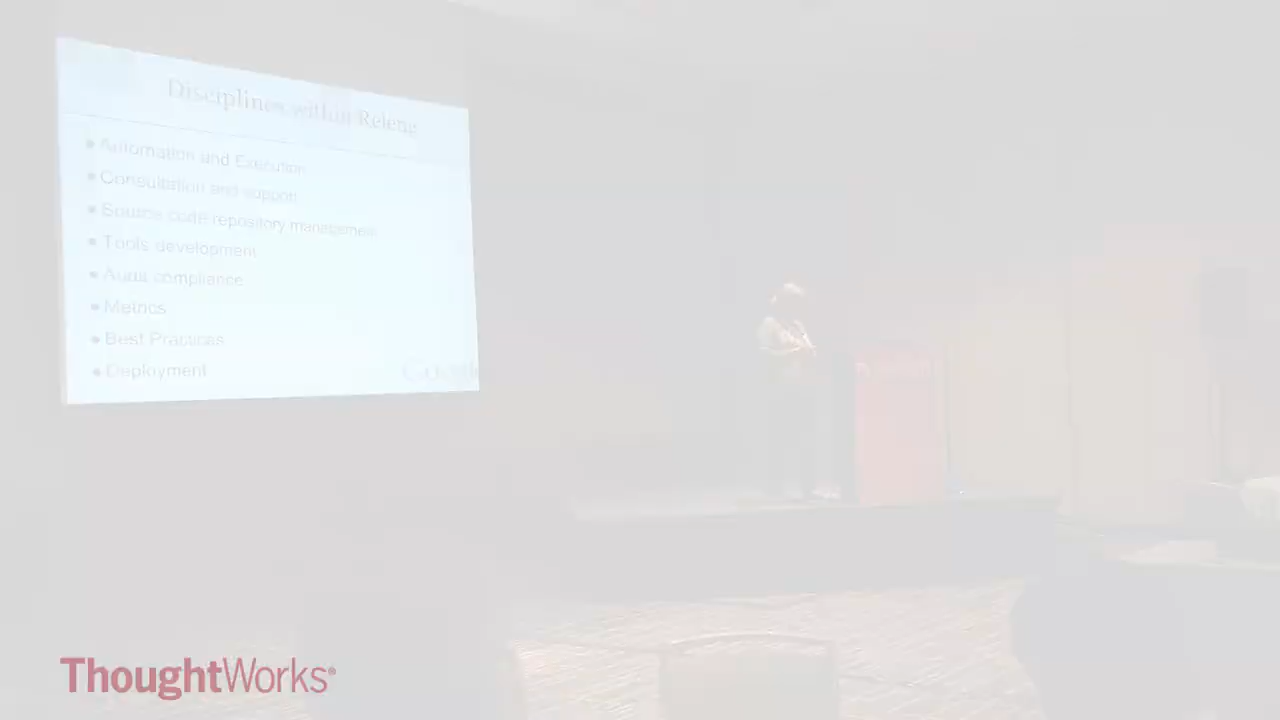 Disciplines within Releng
• Automation and Execution
• Consultation and support
• Source code repository management
• Tools development
• Audit compliance
• Metrics
• Best Practices
• Deployment
Google
ThoughtWorks®